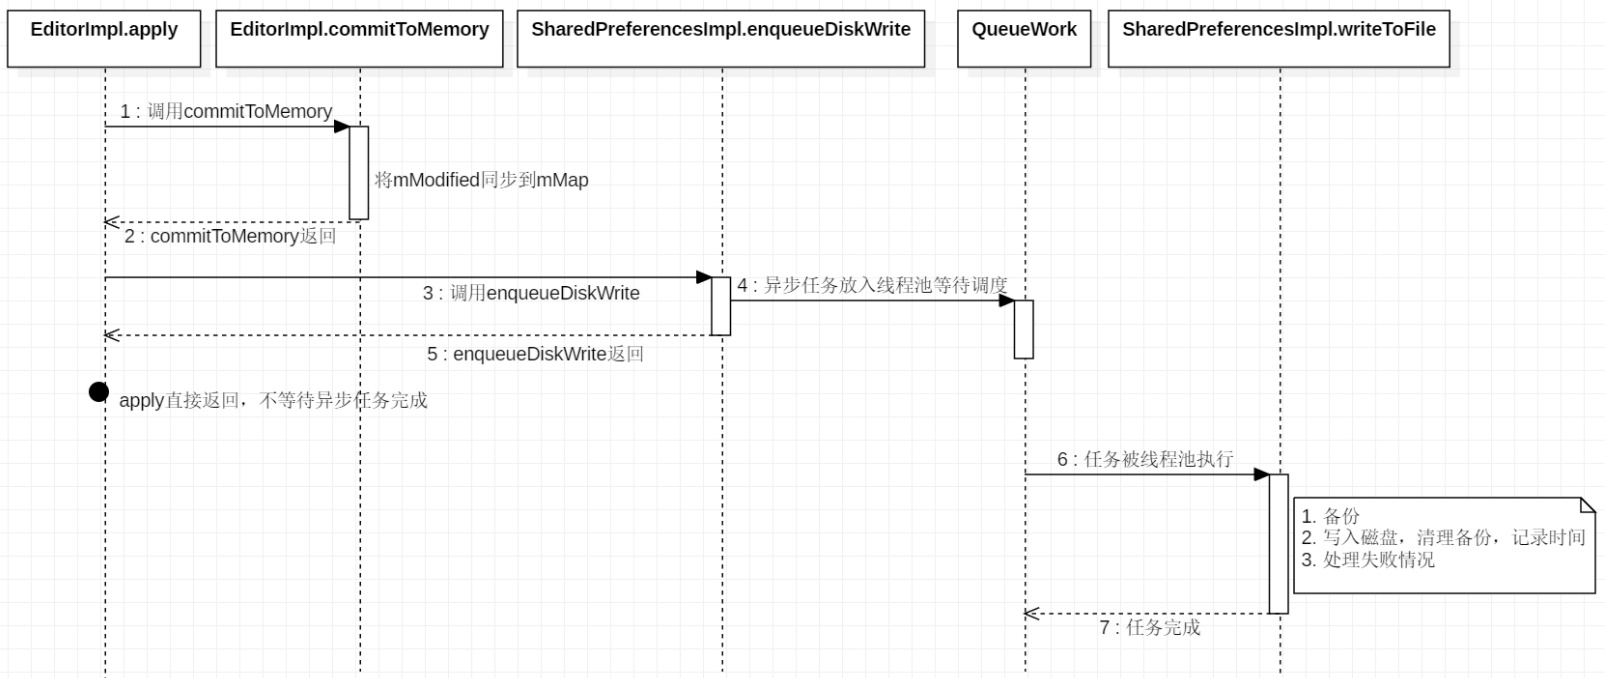 EditorImpl.apply
EditorImpl.commitToMemory
SharedPreferencesImpl.enqueueDiskWrite
QueueWork
SharedPreferencesImpl.writeToFile
1 : 调用commitToMemory
将mModified同步到mMap
2 : commitToMemory返回
3 : 调用enqueueDiskWrite
4 : 异步任务放入线程池等待调度
5 : enqueueDiskWrite返回
apply直接返回，不等待异步任务完成
6 : 任务被线程池执行
1. 备份
2. 写入磁盘，清理备份，记录时间
3. 处理失败情况
7 : 任务完成